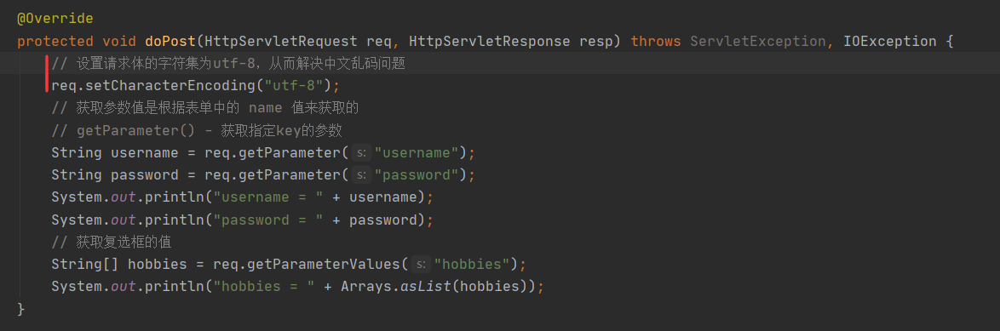 @Override
protected void doPost(HttpServletRequest req, HttpServletResponse resp) throws ServletException, IOException {
// 设置请求体的字符集为utf-8，从而解决中文乱码问题
req.setCharacterEncoding("utf-8");
// 获取参数值是根据表单中的 name 值来获取的
// getParameter() - 获取指定key的参数
String username = req.getParameter( s: "username");
String password = req.getParameter( s: "password");
System.out.println("username = " + username);
System.out.println("password = " + password);
// 获取复选框的值
String[] hobbies = req.getParameterValues( s: "hobbies");
System.out.println("hobbies = " + Arrays.asList(hobbies));
}